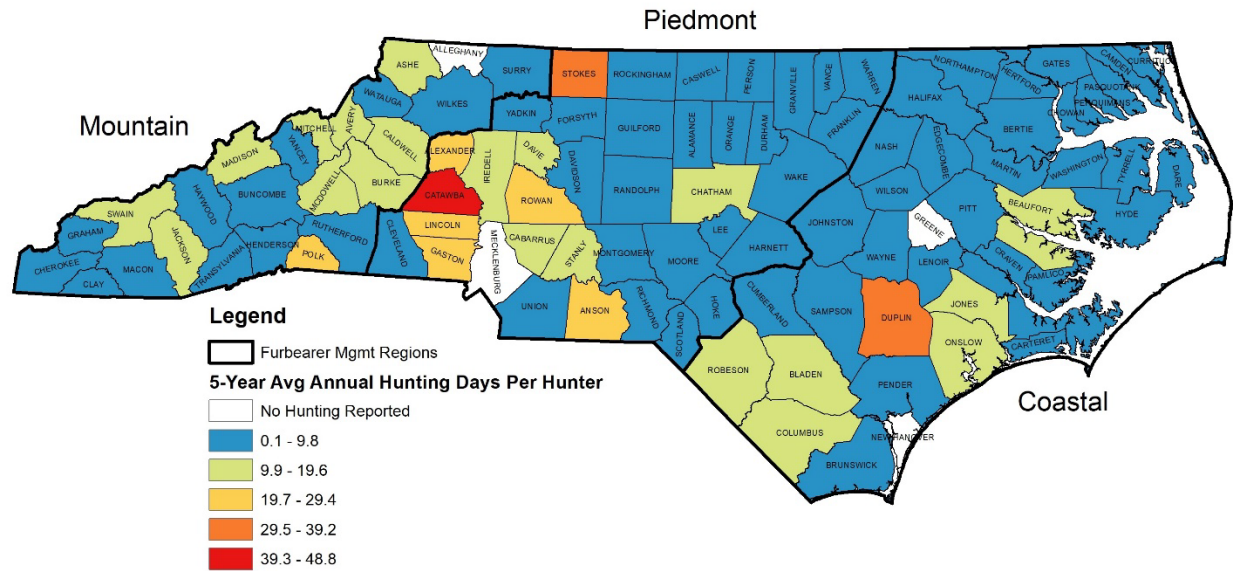 Piedmont
Mountain
Coastal
ASHE
ALLEGHANY
SURRY
STOKES
ROCKINGHAM
CASWELL
PERSON
GRANVILLE
VANCE
WARREN
NORTHAMPTON
HERTFORD
GATES
CAMDEN
CURRITUCK
PASQUOTANK
PERQUIMANS
CHOWAN
HALIFAX
BERTIE
WATAUGA
WILKES
YADKIN
FORSYTH
GUILFORD
ALAMANCE
ORANGE
DURHAM
FRANKLIN
NASH
EDGECOMBE
MARTIN
WASHINGTON
TYRRELL
DARE
MITCHELL
AVERY
CALDWELL
ALEXANDER
IREDELL
DAVIE
DAVIDSON
RANDOLPH
CHATHAM
WAKE
WILSON
PITT
BEAUFORT
HYDE
MADISON
YANCEY
MCDOWELL
BURKE
CATAWBA
ROWAN
LEE
JOHNSTON
GREENE
HAYWOOD
BUNCOMBE
RUTHERFORD
LINCOLN
CABARRUS
STANLY
MONTGOMERY
MOORE
HARNETT
WAYNE
LENOIR
CRAVEN
PAMLICO
SWAIN
GRAHAM
JACKSON
TRANSYLVANIA
HENDERSON
POLK
CLEVELAND
GASTON
MECKLENBURG
CHEROKEE
CLAY
MACON
UNION
ANSON
RICHMOND
SCOTLAND
HOKE
CUMBERLAND
SAMPSON
DUPLIN
JONES
ONSLOW
CARTERET
ROBESON
BLADEN
PENDER
COLUMBUS
NEW HANOVER
BRUNSWICK
Legend
Furbearer Mgmt Regions
5-Year Avg Annual Hunting Days Per Hunter
No Hunting Reported
0.1 - 9.8
9.9 - 19.6
19.7 - 29.4
29.5 - 39.2
39.3 - 48.8